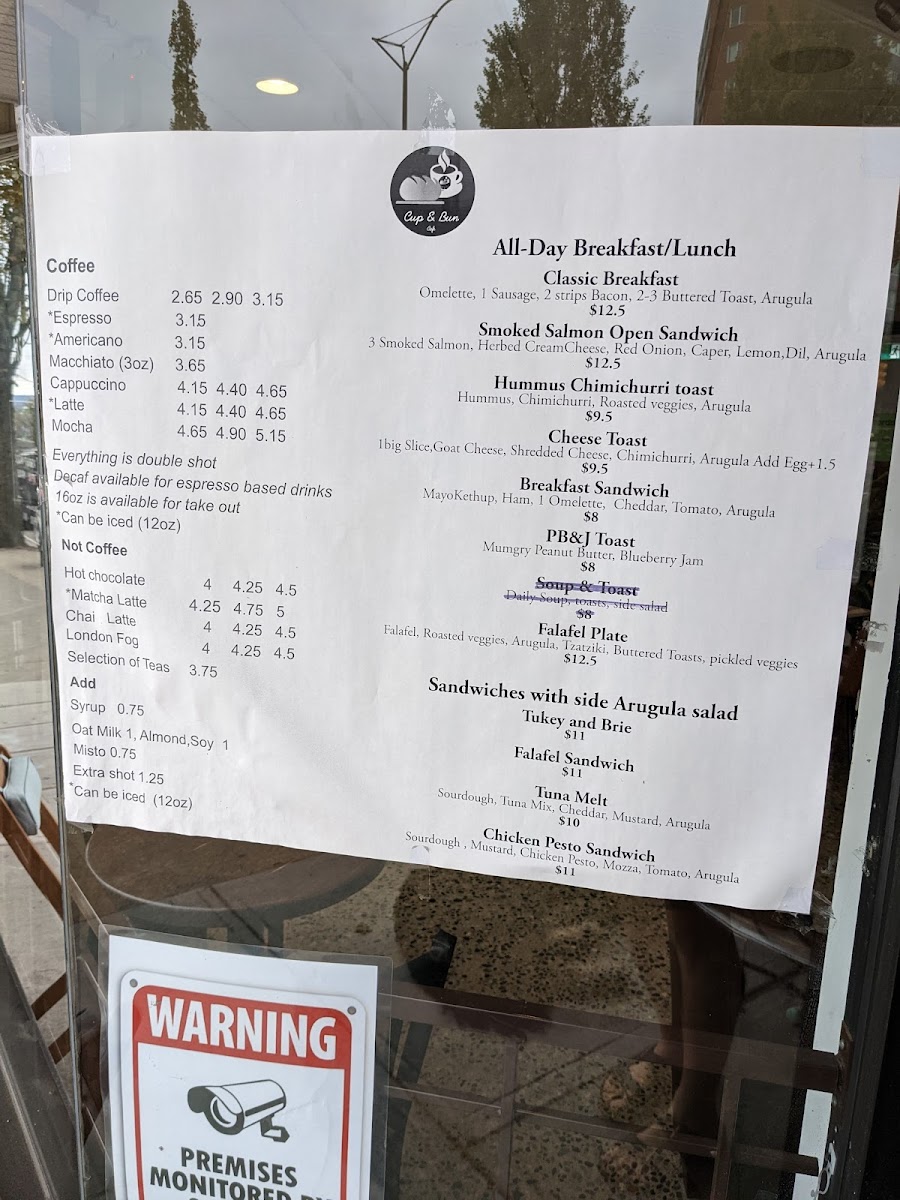 Cup & Bun
Cafe
Coffee
Drip Coffee 2.65 2.90 3.15
*Espresso 3.15
*Americano 3.15
Macchiato (3oz) 3.65
Cappuccino 4.15 4.40 4.65
*Latte 4.15 4.40 4.65
Mocha 4.65 4.90 5.15
Everything is double shot
Decaf available for espresso based drinks
16oz is available for take out
*Can be iced (12oz)
Not Coffee
Hot chocolate 4 4.25 4.5
*Matcha Latte 4.25 4.75 5
Chai Latte 4 4.25 4.5
London Fog 4 4.25 4.5
Selection of Teas 3.75
Add
Syrup 0.75
Oat Milk 1, Almond,Soy 1
Misto 0.75
Extra shot 1.25
*Can be iced (12oz)
All-Day Breakfast/Lunch
Classic Breakfast
Omelette, 1 Sausage, 2 strips Bacon, 2-3 Buttered Toast, Arugula
$12.5
Smoked Salmon Open Sandwich
3 Smoked Salmon, Herbed CreamCheese, Red Onion, Caper, Lemon,Dil, Arugula
$12.5
Hummus Chimichurri toast
Hummus, Chimichurri, Roasted veggies, Arugula
$9.5
Cheese Toast
1big Slice,Goat Cheese, Shredded Cheese, Chimichurri, Arugula Add Egg+1.5
$9.5
Breakfast Sandwich
MayoKethup, Ham, 1 Omelette, Cheddar, Tomato, Arugula
$8
PB&J Toast
Mumgry Peanut Butter, Blueberry Jam
$8
Soup & Toast
Daily Soup, toasts, side salad
$8
Falafel Plate
Falafel, Roasted veggies, Arugula, Tzatziki, Buttered Toasts, pickled veggies
$12.5
Sandwiches with side Arugula salad
Tukey and Brie
$11
Falafel Sandwich
$11
Tuna Melt
Sourdough, Tuna Mix, Cheddar, Mustard, Arugula
$10
Chicken Pesto Sandwich
Sourdough , Mustard, Chicken Pesto, Mozza, Tomato, Arugula
$11
WARNING
PREMISES
MONITORED